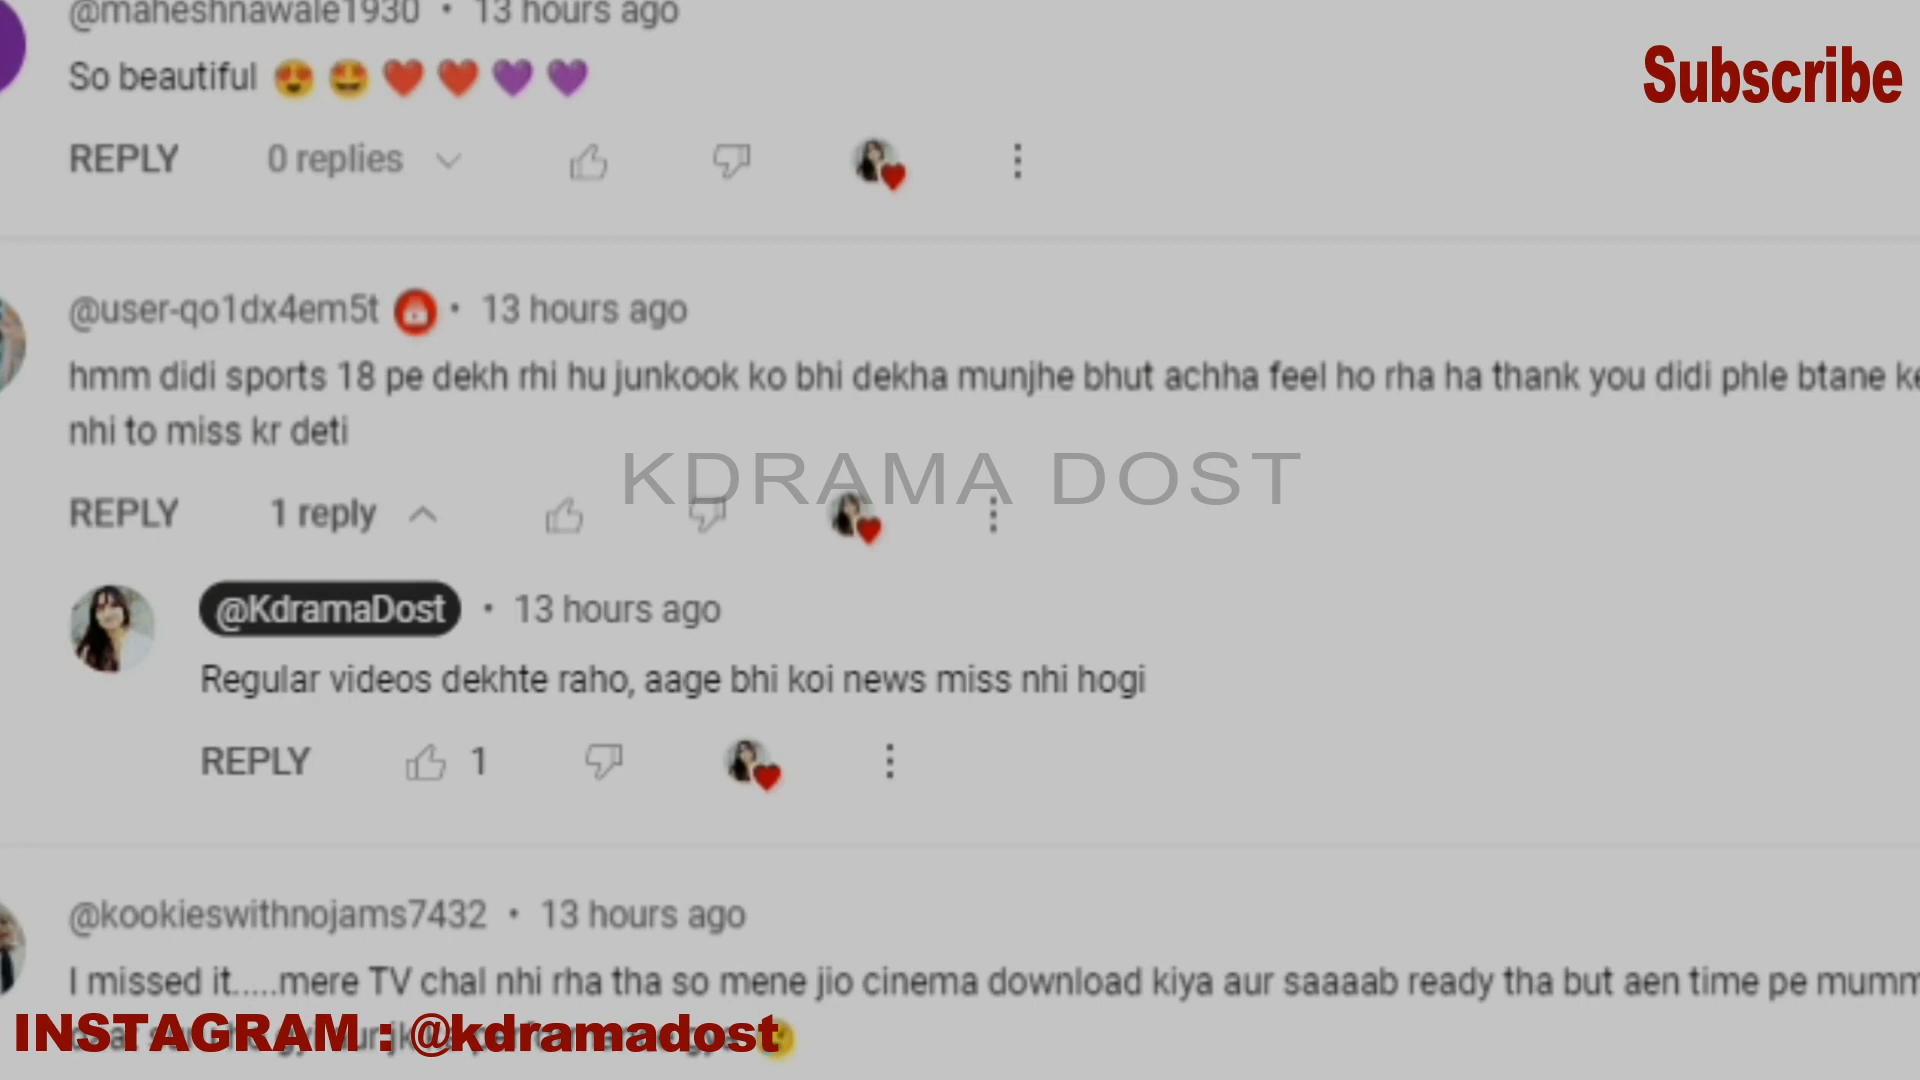 @maheshnawale1930 • 13 hours ago
So beautiful 😍 🤩 ❤️ ❤️ 💜 💜
Subscribe
REPLY 0 replies
@user-qo1dx4em5t • 13 hours ago
hmm didi sports 18 pe dekh rhi hu junkook ko bhi dekha munjhe bhut achha feel ho rha ha thank you didi phle btane
nhi to miss kr deti
KDRAMA DOST
REPLY 1 reply
@KdramaDost • 13 hours ago
Regular videos dekhte raho, aage bhi koi news miss nhi hogi
REPLY 1
@kookieswithnojams7432 • 13 hours ago
I missed it.....mere TV chal nhi rha tha so mene jio cinema download kiya aur saaaab ready tha but aen time pe
INSTAGRAM : @kdramadost